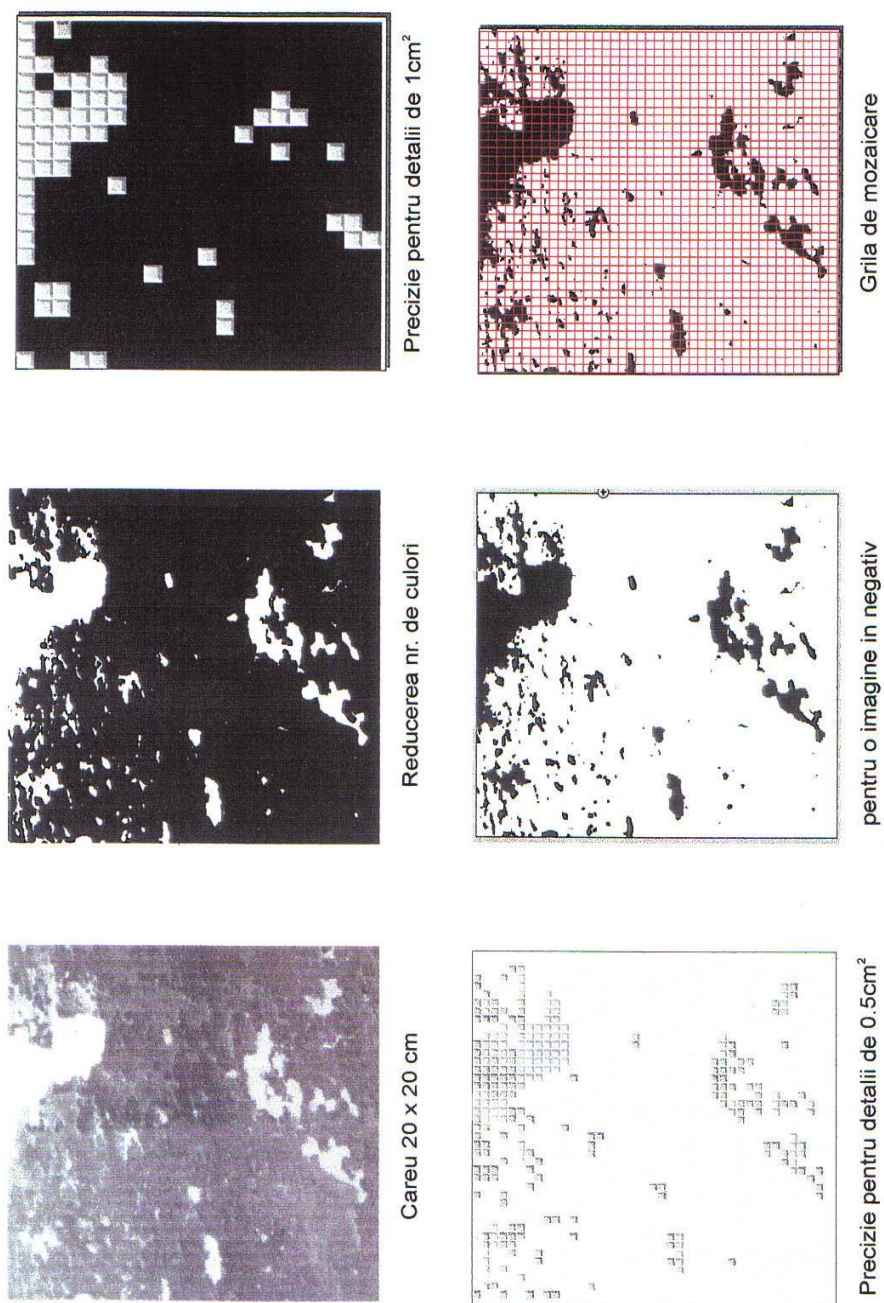 Careu 20 x 20 cm
Reducerea nr. de culori
Precizie pentru detalii de 1cm²
Precizie pentru detalii de 0.5cm²
pentru o imagine in negativ
Grila de mozaicare